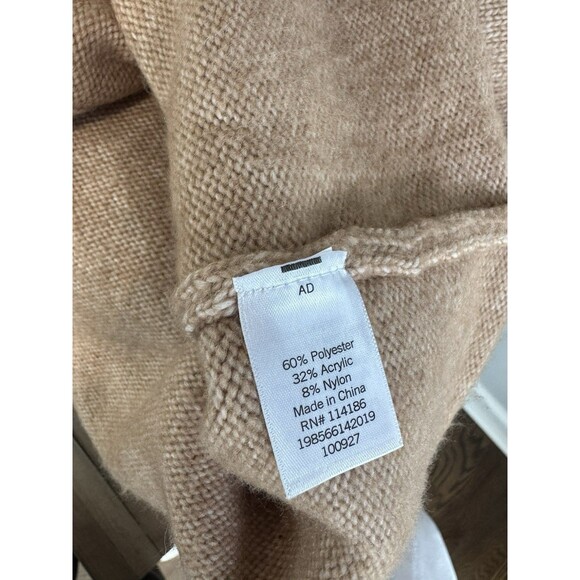 AD
60% Polyester
32% Acrylic
8% Nylon
Made in China
RN# 114186
198566142019
100927